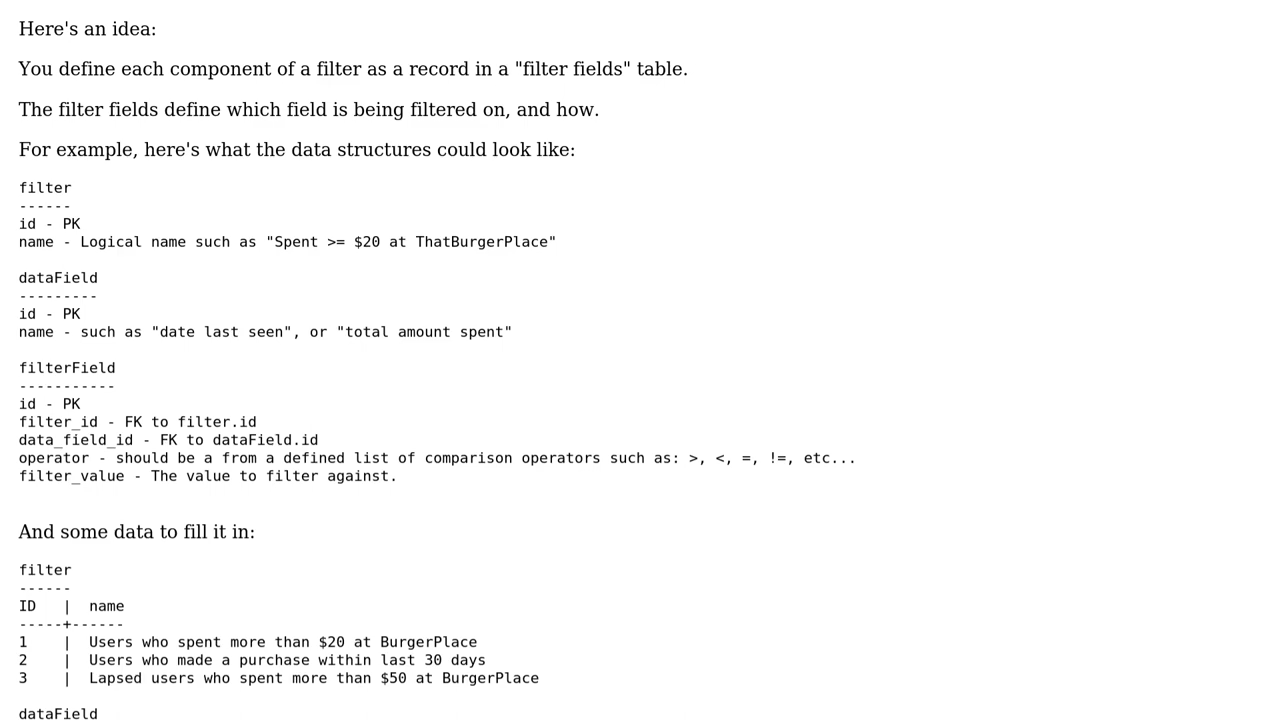 Here's an idea:
You define each component of a filter as a record in a "filter fields" table.
The filter fields define which field is being filtered on, and how.
For example, here's what the data structures could look like:
filter
------
id - PK
name - Logical name such as "Spent >= $20 at ThatBurgerPlace"
dataField
---------
id - PK
name - such as "date last seen", or "total amount spent"
filterField
-----------
id - PK
filter_id - FK to filter.id
data_field_id - FK to dataField.id
operator - should be a from a defined list of comparison operators such as: >, <, =, !=, etc...
filter_value - The value to filter against.
And some data to fill it in:
filter
------
ID   |  name
-----+------
1    |  Users who spent more than $20 at BurgerPlace
2    |  Users who made a purchase within last 30 days
3    |  Lapsed users who spent more than $50 at BurgerPlace
dataField